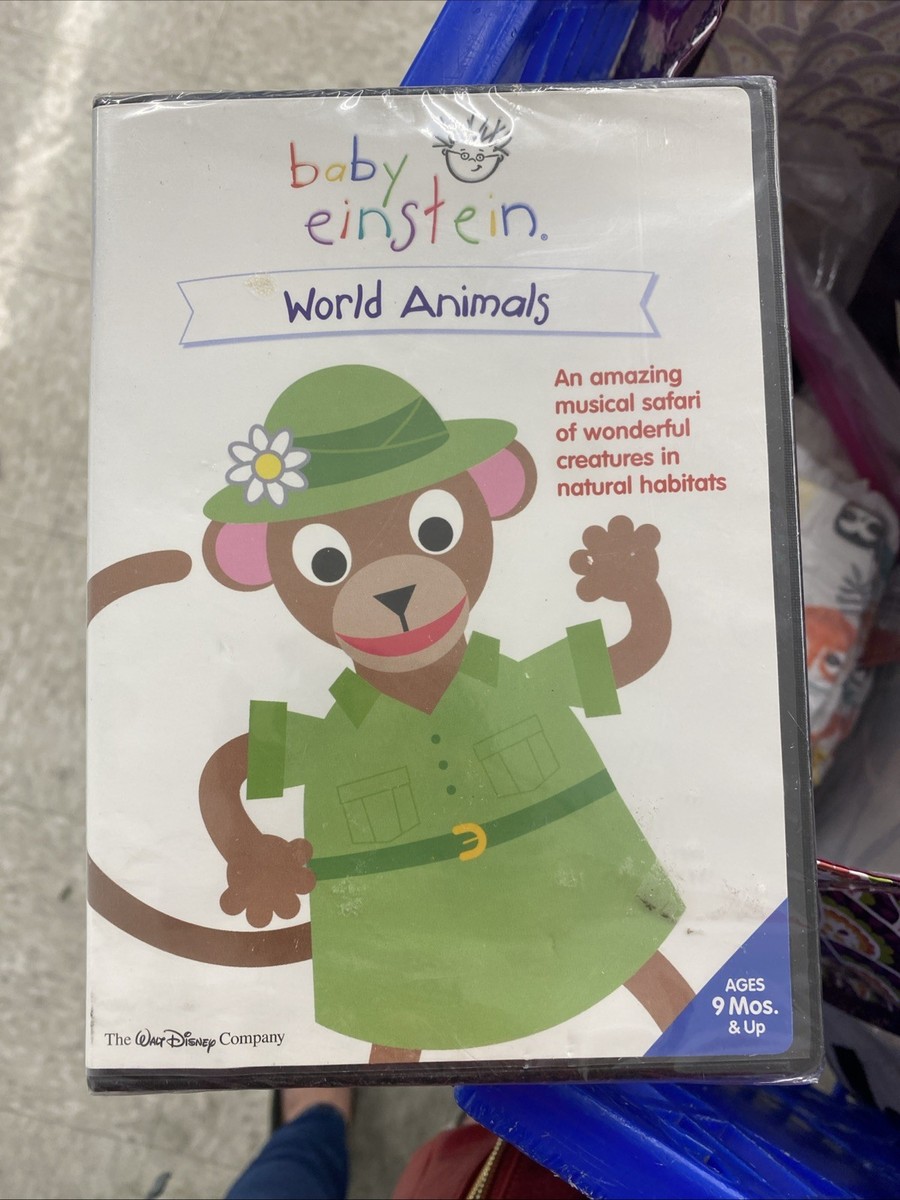 baby
einstein®
World Animals
An amazing
musical safari
of wonderful
creatures in
natural habitats
AGES
9 Mos.
& Up
The Walt Disney Company